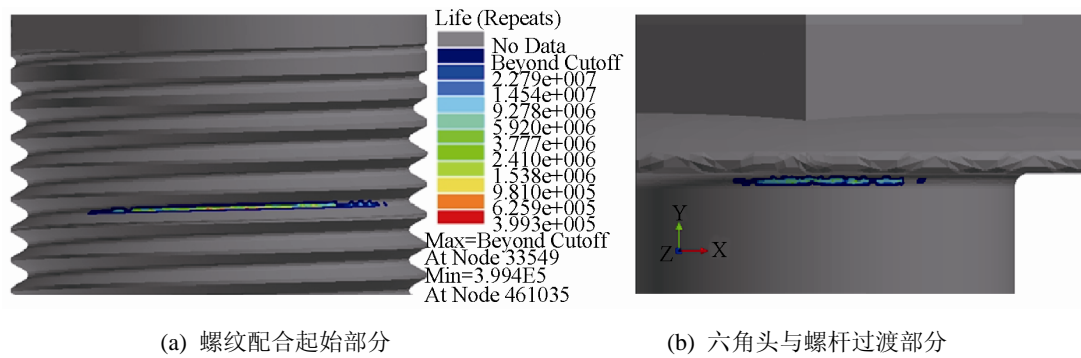 Life (Repeats)
No Data
Beyond Cutoff
2.279e+007
1.454e+007
9.278e+006
5.920e+006
3.777e+006
2.410e+006
1.538e+006
9.810e+005
6.259e+005
3.993e+005
Max=Beyond Cutoff
At Node 33549
Min=3.994E5
At Node 461035
Y
Z
X
(a) 螺纹配合起始部分
(b) 六角头与螺杆过渡部分